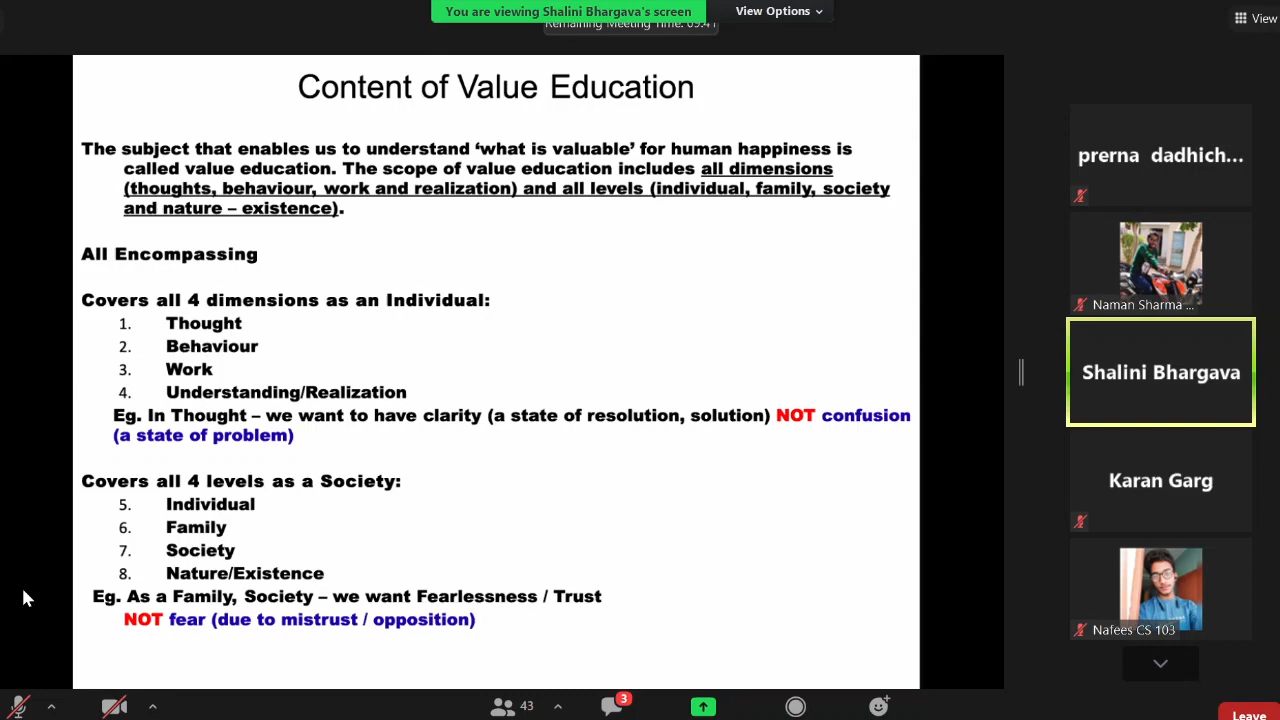 You are viewing Shalini Bhargava's screen
View Options
Remaining Meeting Time: 09:41
View
Content of Value Education
The subject that enables us to understand ‘what is valuable’ for human happiness is
called value education. The scope of value education includes all dimensions
(thoughts, behaviour, work and realization) and all levels (individual, family, society
and nature – existence).
All Encompassing
Covers all 4 dimensions as an Individual:
1. Thought
2. Behaviour
3. Work
4. Understanding/Realization
Eg. In Thought – we want to have clarity (a state of resolution, solution) NOT confusion
(a state of problem)
Covers all 4 levels as a Society:
5. Individual
6. Family
7. Society
8. Nature/Existence
Eg. As a Family, Society – we want Fearlessness / Trust
NOT fear (due to mistrust / opposition)
prerna dadhich...
Naman Sharma ...
Shalini Bhargava
Karan Garg
Nafees CS 103
43
3
Leave